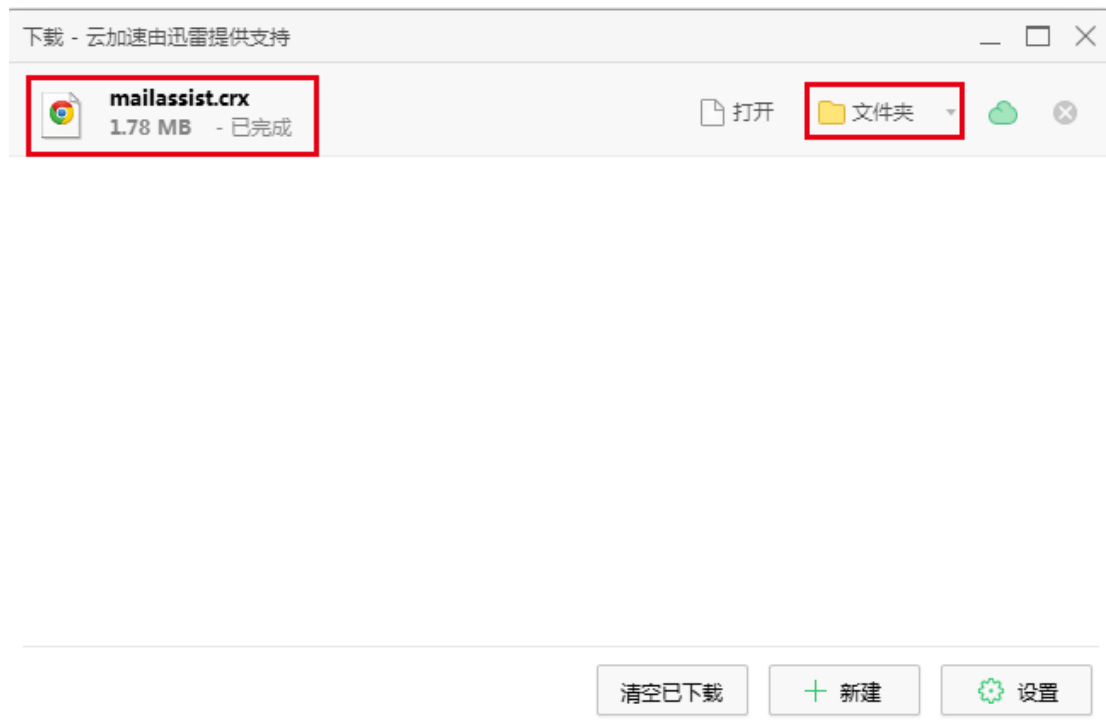 下载 - 云加速由迅雷提供支持
mailassist.crx
打开 文件夹
1.78 MB - 已完成
清空已下载 新建 设置